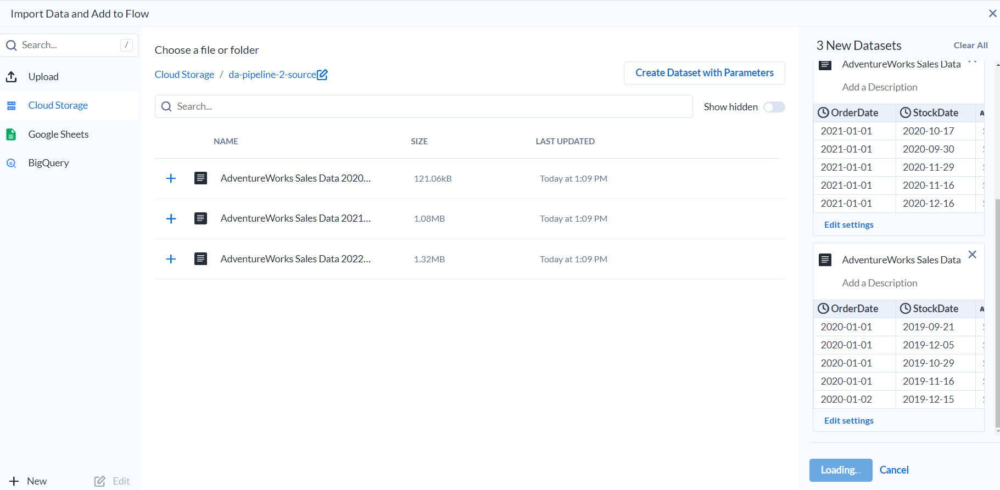 Import Data and Add to Flow
Search... /
Upload
Cloud Storage
Google Sheets
BigQuery
New Edit
Choose a file or folder
Cloud Storage / da-pipeline-2-source
Create Dataset with Parameters
Search...
Show hidden
NAME SIZE LAST UPDATED
AdventureWorks Sales Data 2020... 121.06kB Today at 1:09 PM
AdventureWorks Sales Data 2021... 1.08MB Today at 1:09 PM
AdventureWorks Sales Data 2022... 1.32MB Today at 1:09 PM
3 New Datasets Clear All
AdventureWorks Sales Data
Add a Description
OrderDate StockDate
2021-01-01 2020-10-17
2021-01-01 2020-09-30
2021-01-01 2020-11-29
2021-01-01 2020-11-16
2021-01-01 2020-12-16
Edit settings
AdventureWorks Sales Data
Add a Description
OrderDate StockDate
2020-01-01 2019-09-21
2020-01-01 2019-12-05
2020-01-01 2019-10-29
2020-01-01 2019-11-16
2020-01-02 2019-12-15
Edit settings
Loading... Cancel